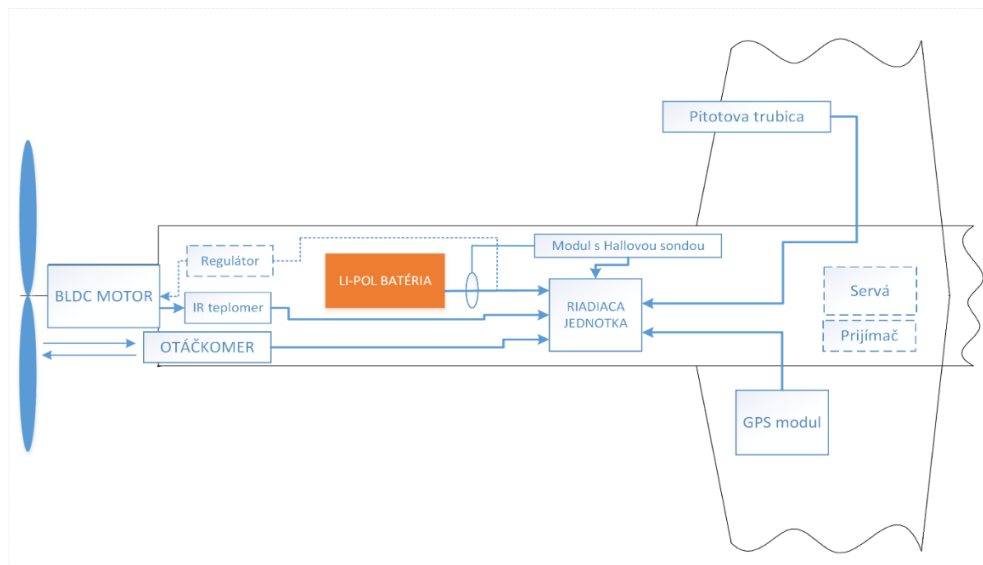 Pitotova trubica
Modul s Hallovou sondou
Regulátor
LI-POL BATÉRIA
BLDC MOTOR
IR teplomer
RIADIACA
JEDNOTKA
Servá
Prijímač
OTÁČKOMER
GPS modul